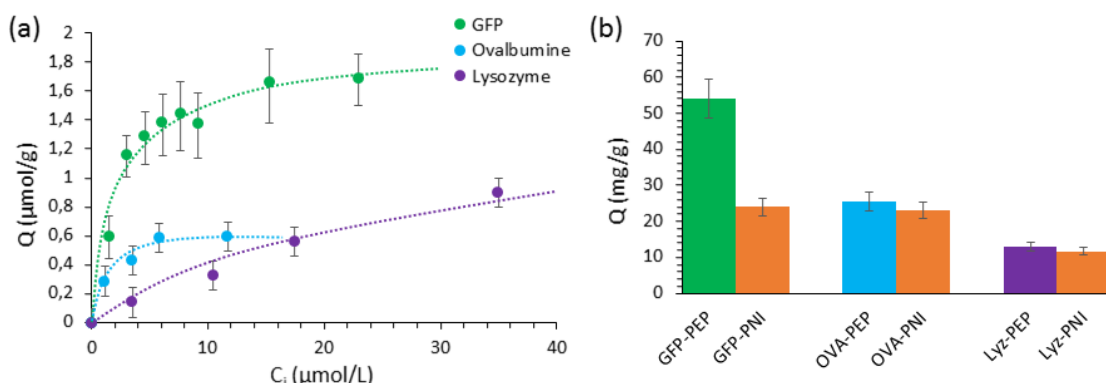 (a)
GFP
Ovalbumine
Lysozyme
2
1,8
1,6
1,4
1,2
1
0,8
0,6
0,4
0,2
0
Q (µmol/g)
0
10
20
30
40
Cᵢ (µmol/L)
(b)
70
60
50
40
30
20
10
0
Q (mg/g)
GFP-PEP
GFP-PNI
OVA-PEP
OVA-PNI
Lyz-PEP
Lyz-PNI